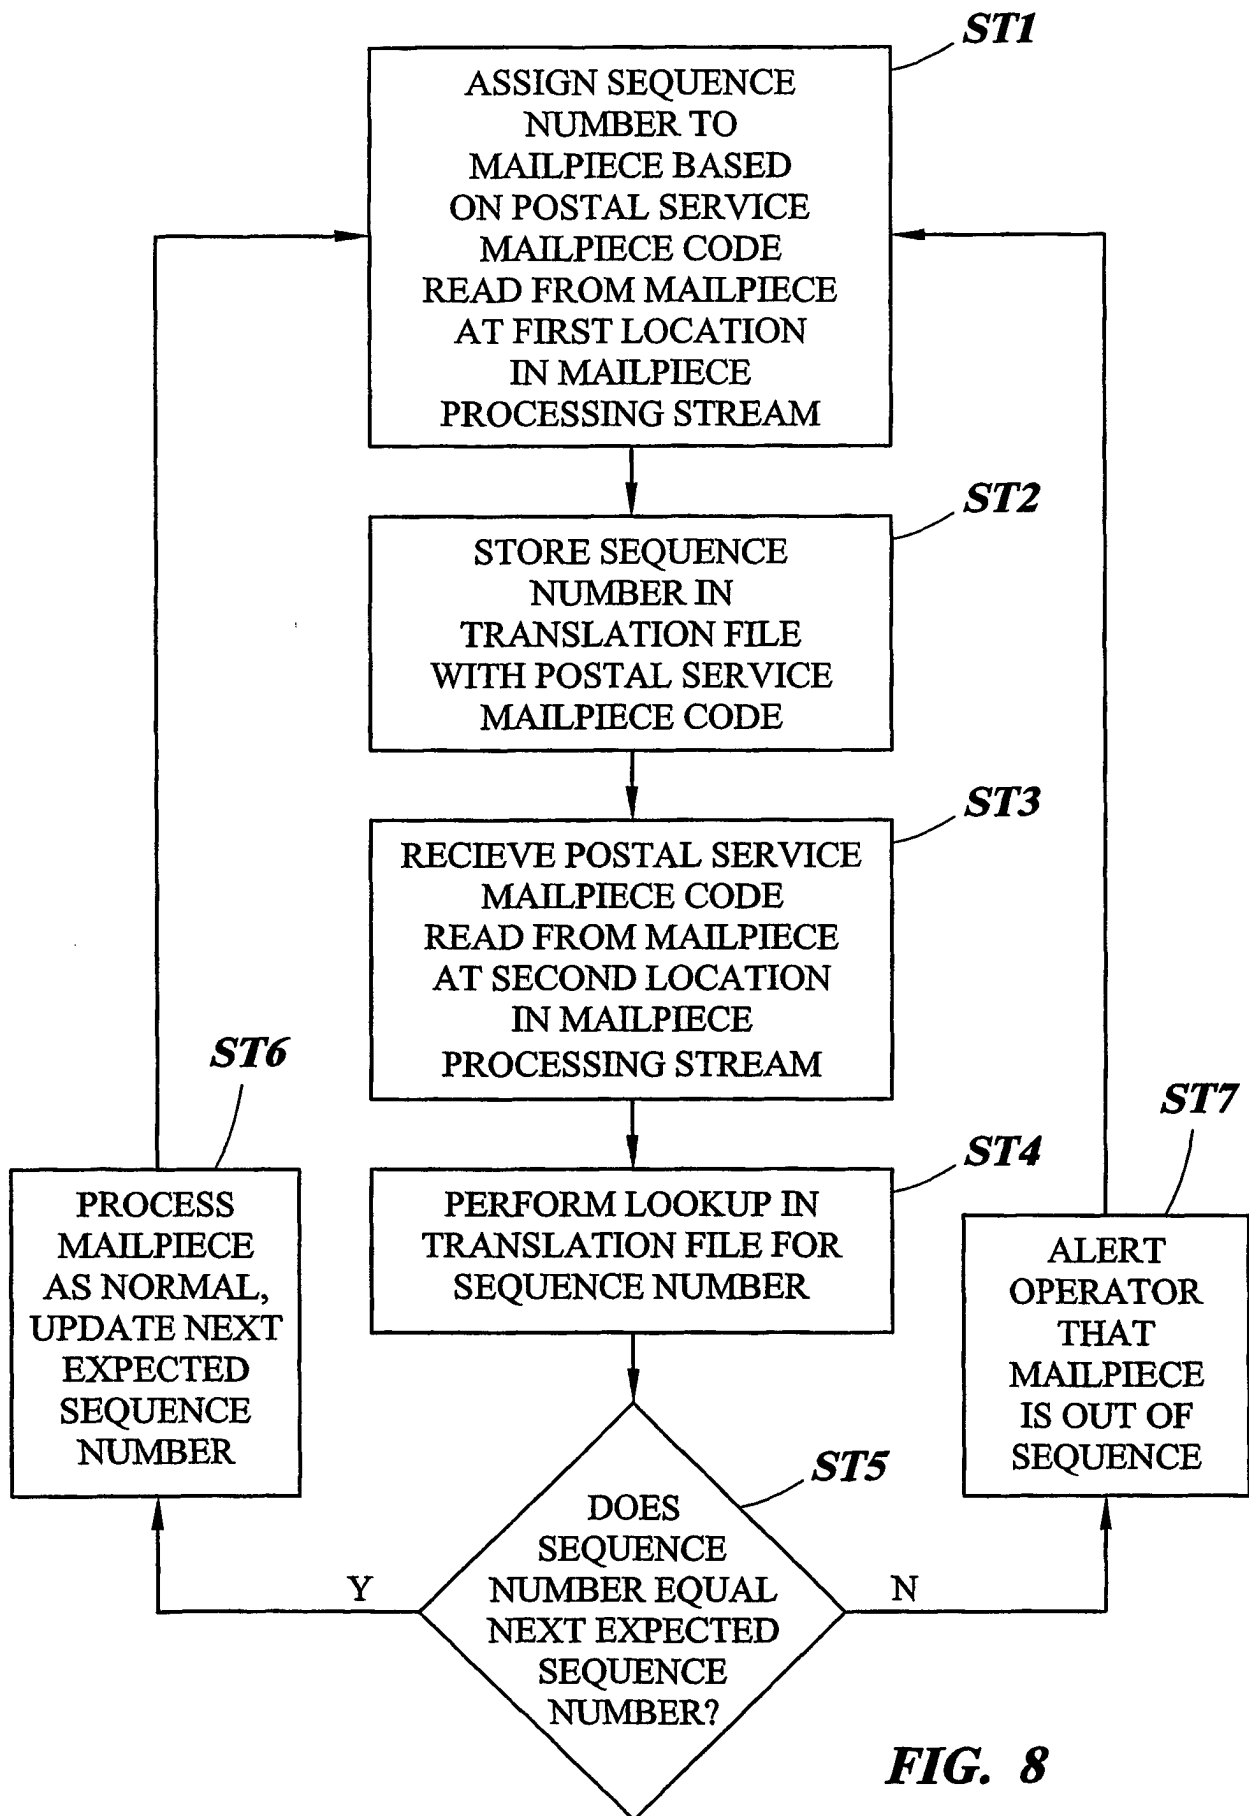 ST1
ASSIGN SEQUENCE
NUMBER TO
MAILPIECE BASED
ON POSTAL SERVICE
MAILPIECE CODE
READ FROM MAILPIECE
AT FIRST LOCATION
IN MAILPIECE
PROCESSING STREAM
ST2
STORE SEQUENCE
NUMBER IN
TRANSLATION FILE
WITH POSTAL SERVICE
MAILPIECE CODE
ST3
RECIEVE POSTAL SERVICE
MAILPIECE CODE
READ FROM MAILPIECE
AT SECOND LOCATION
IN MAILPIECE
PROCESSING STREAM
ST4
PERFORM LOOKUP IN
TRANSLATION FILE FOR
SEQUENCE NUMBER
ST5
DOES
SEQUENCE
NUMBER EQUAL
NEXT EXPECTED
SEQUENCE
NUMBER?
Y
N
ST6
PROCESS
MAILPIECE
AS NORMAL,
UPDATE NEXT
EXPECTED
SEQUENCE
NUMBER
ST7
ALERT
OPERATOR
THAT
MAILPIECE
IS OUT OF
SEQUENCE
FIG. 8